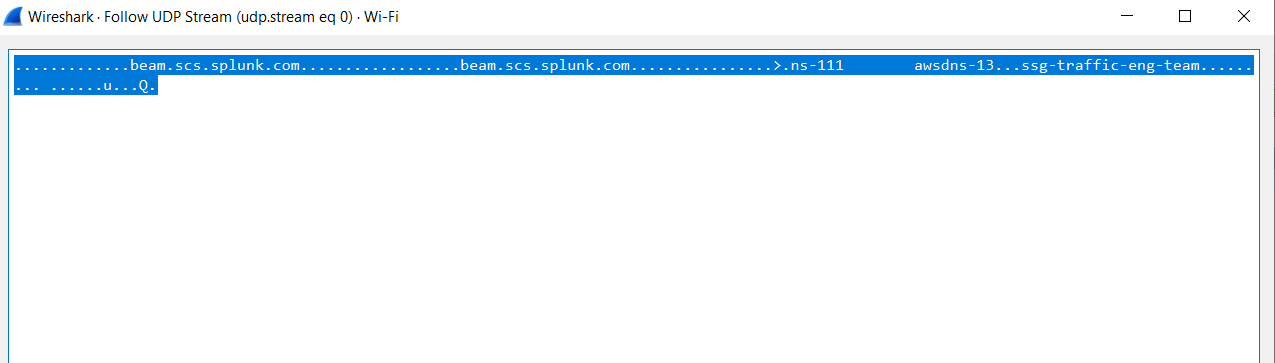 Wireshark · Follow UDP Stream (udp.stream eq 0) · Wi-Fi
.............beam.scs.splunk.com..................beam.scs.splunk.com................>.ns-111        awsdns-13...ssg-traffic-eng-team......
... ......u...Q.